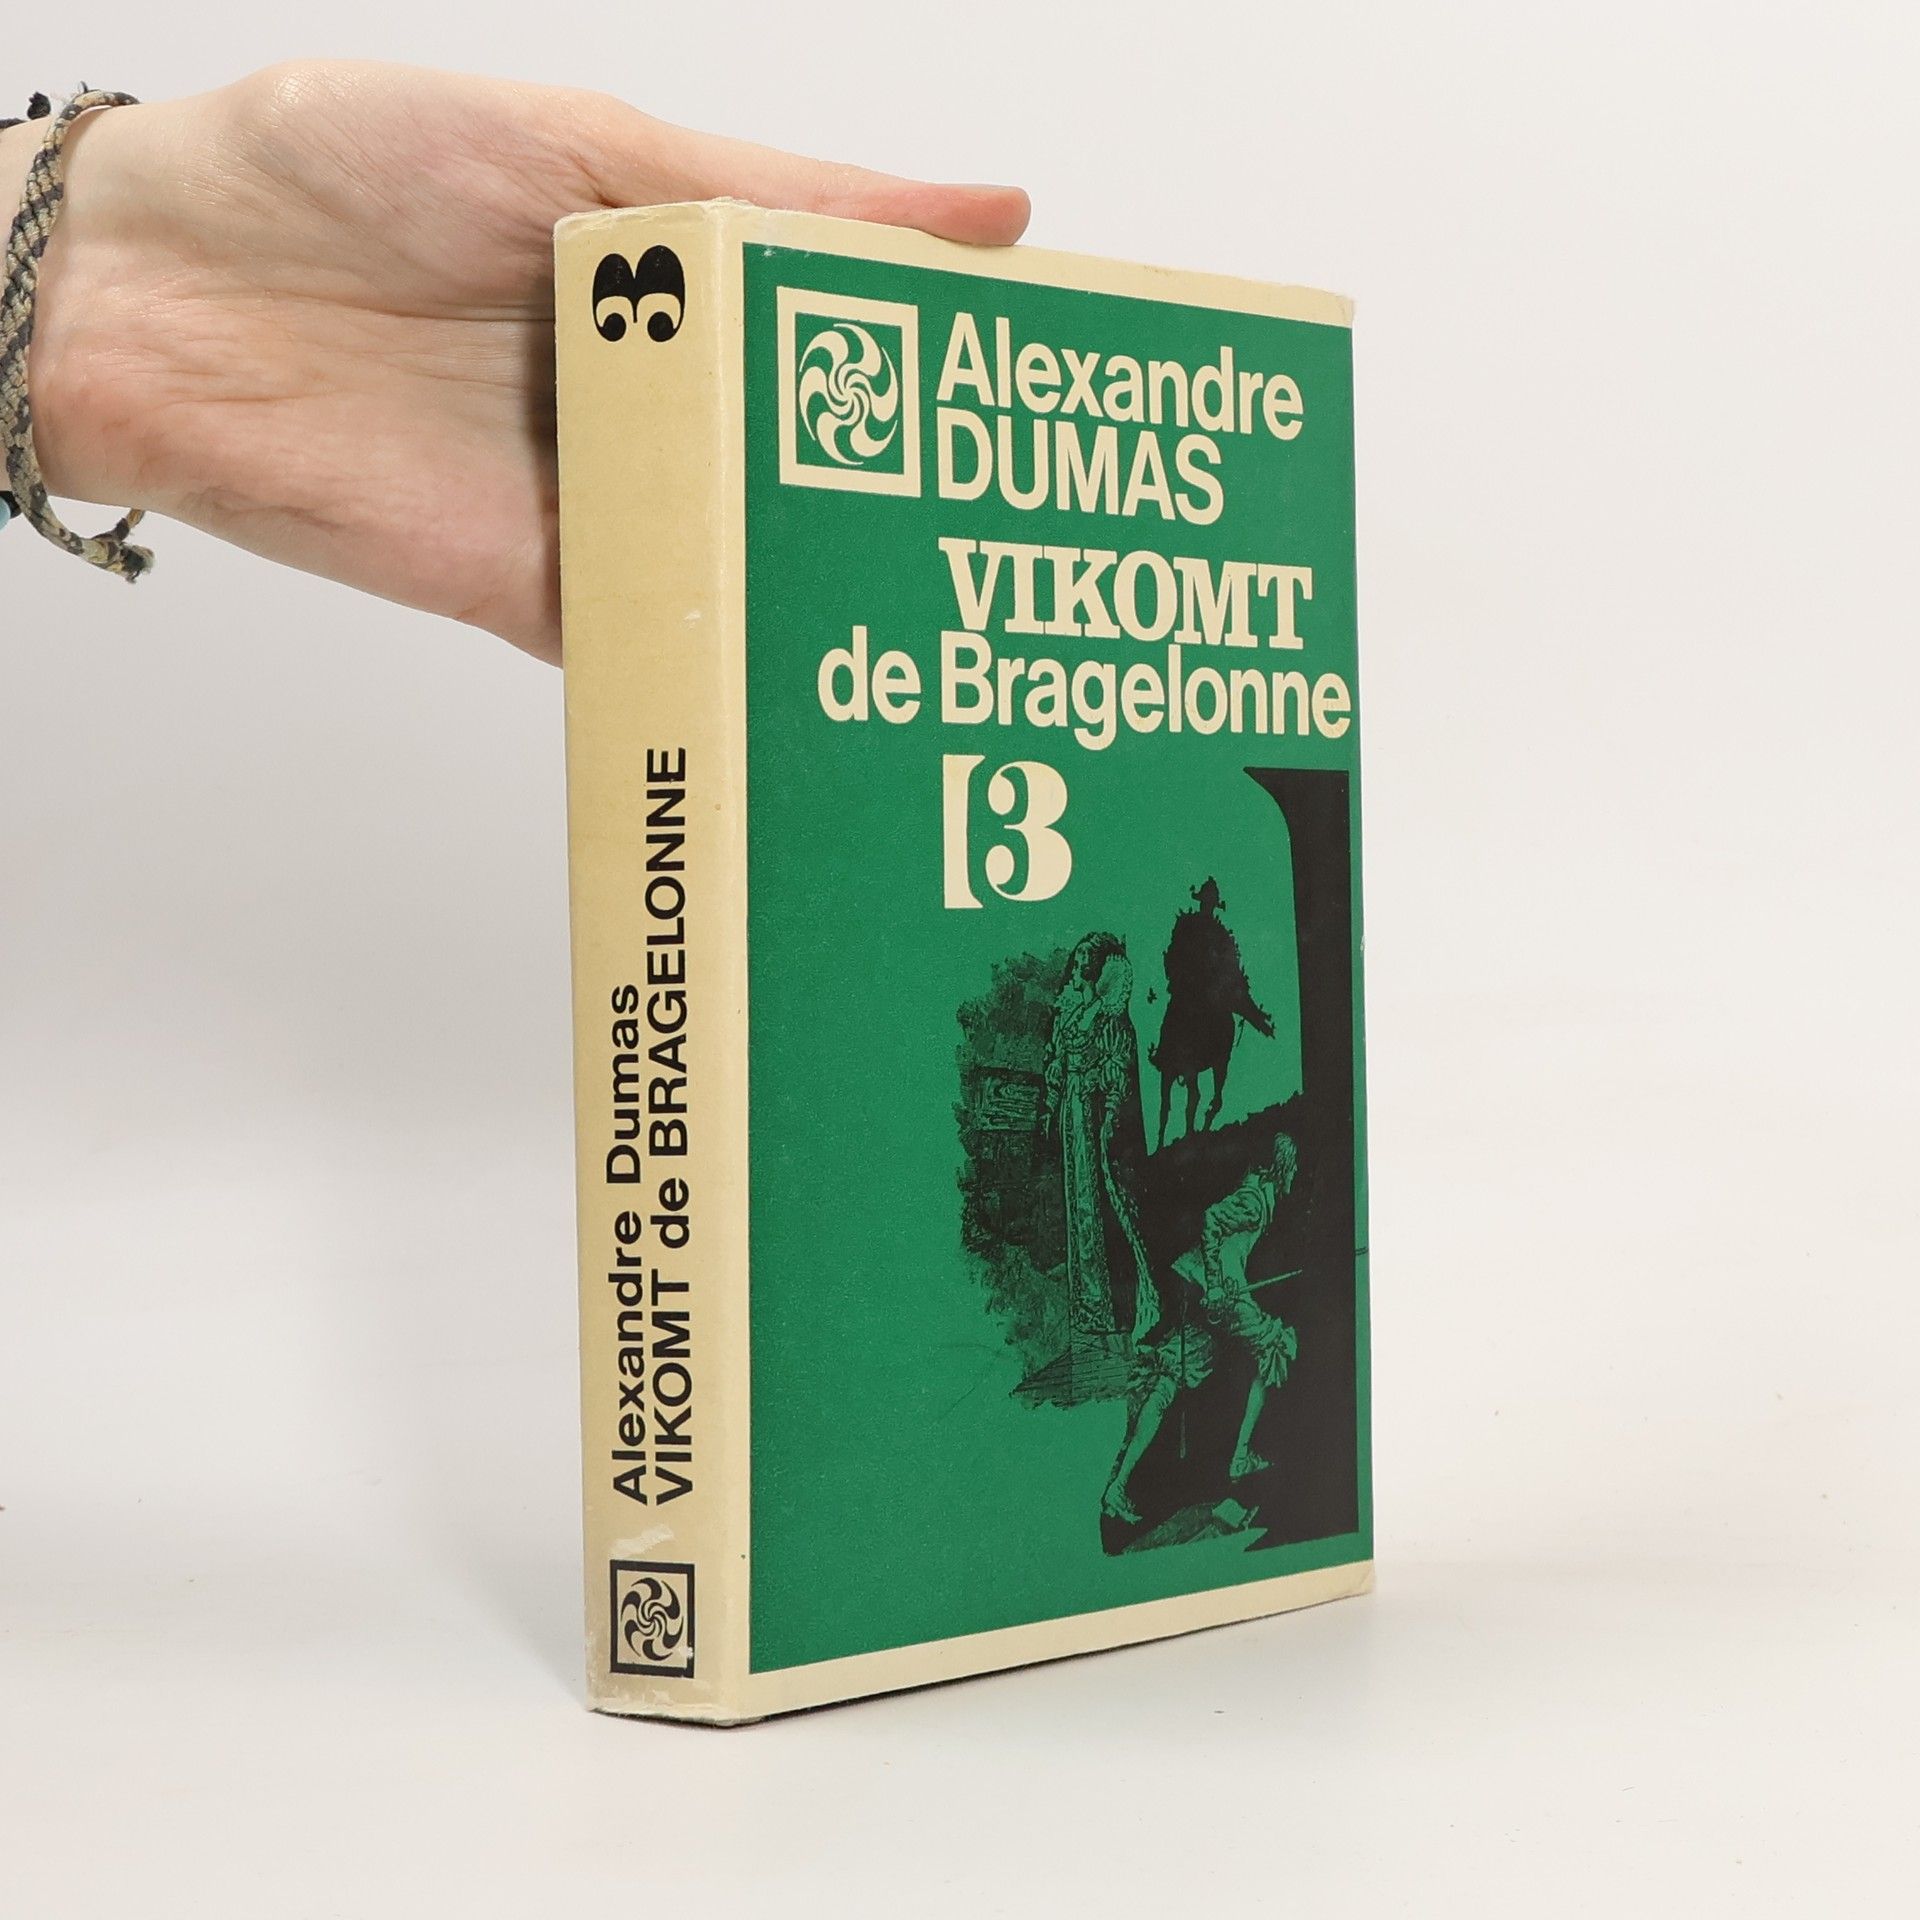 3
Alexandre Dumas
VIKOMT de BRAGELONNE
Alexandre
DUMAS
VIKOMT
de Bragelonne
3